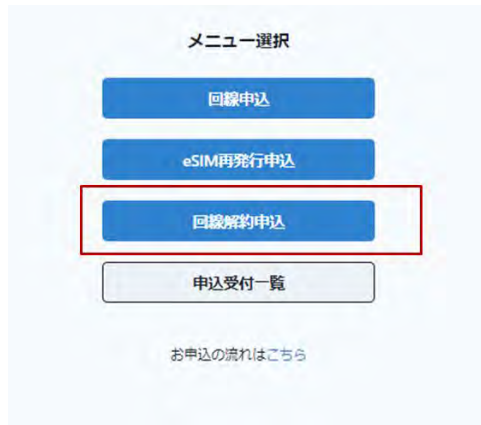 メニュー選択
回線申込
eSIM再発行申込
回線解約申込
申込受付一覧
お申込の流れはこちら